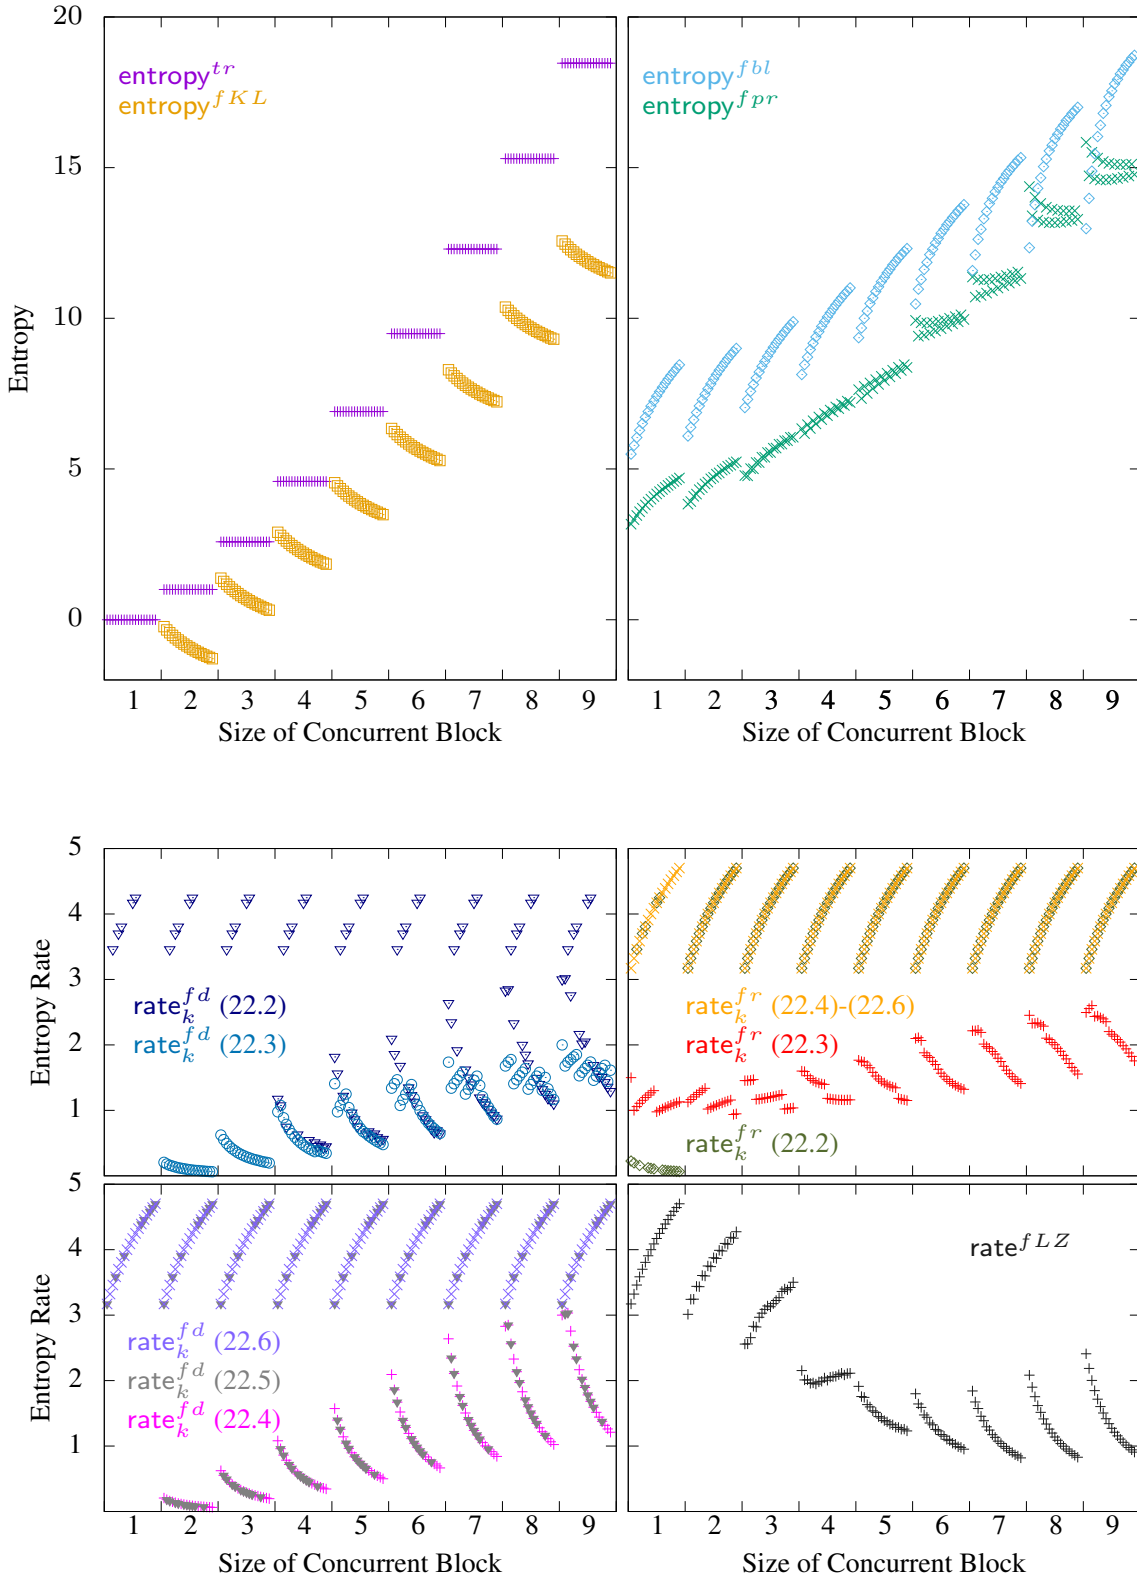 20
15
10
5
0
Entropy
entropy^{tr}
entropy^{fKL}
entropy^{fbl}
entropy^{fpr}
1 2 3 4 5 6 7 8 9
1 2 3 4 5 6 7 8 9
Size of Concurrent Block
Size of Concurrent Block
5
4
3
2
1
Entropy Rate
rate_k^{fd} (22.2)
rate_k^{fd} (22.3)
rate_k^{fr} (22.4)-(22.6)
rate_k^{fr} (22.3)
rate_k^{fr} (22.2)
5
4
3
2
1
Entropy Rate
rate_k^{fd} (22.6)
rate_k^{fd} (22.5)
rate_k^{fd} (22.4)
rate^{fLZ}
1 2 3 4 5 6 7 8 9
1 2 3 4 5 6 7 8 9
Size of Concurrent Block
Size of Concurrent Block